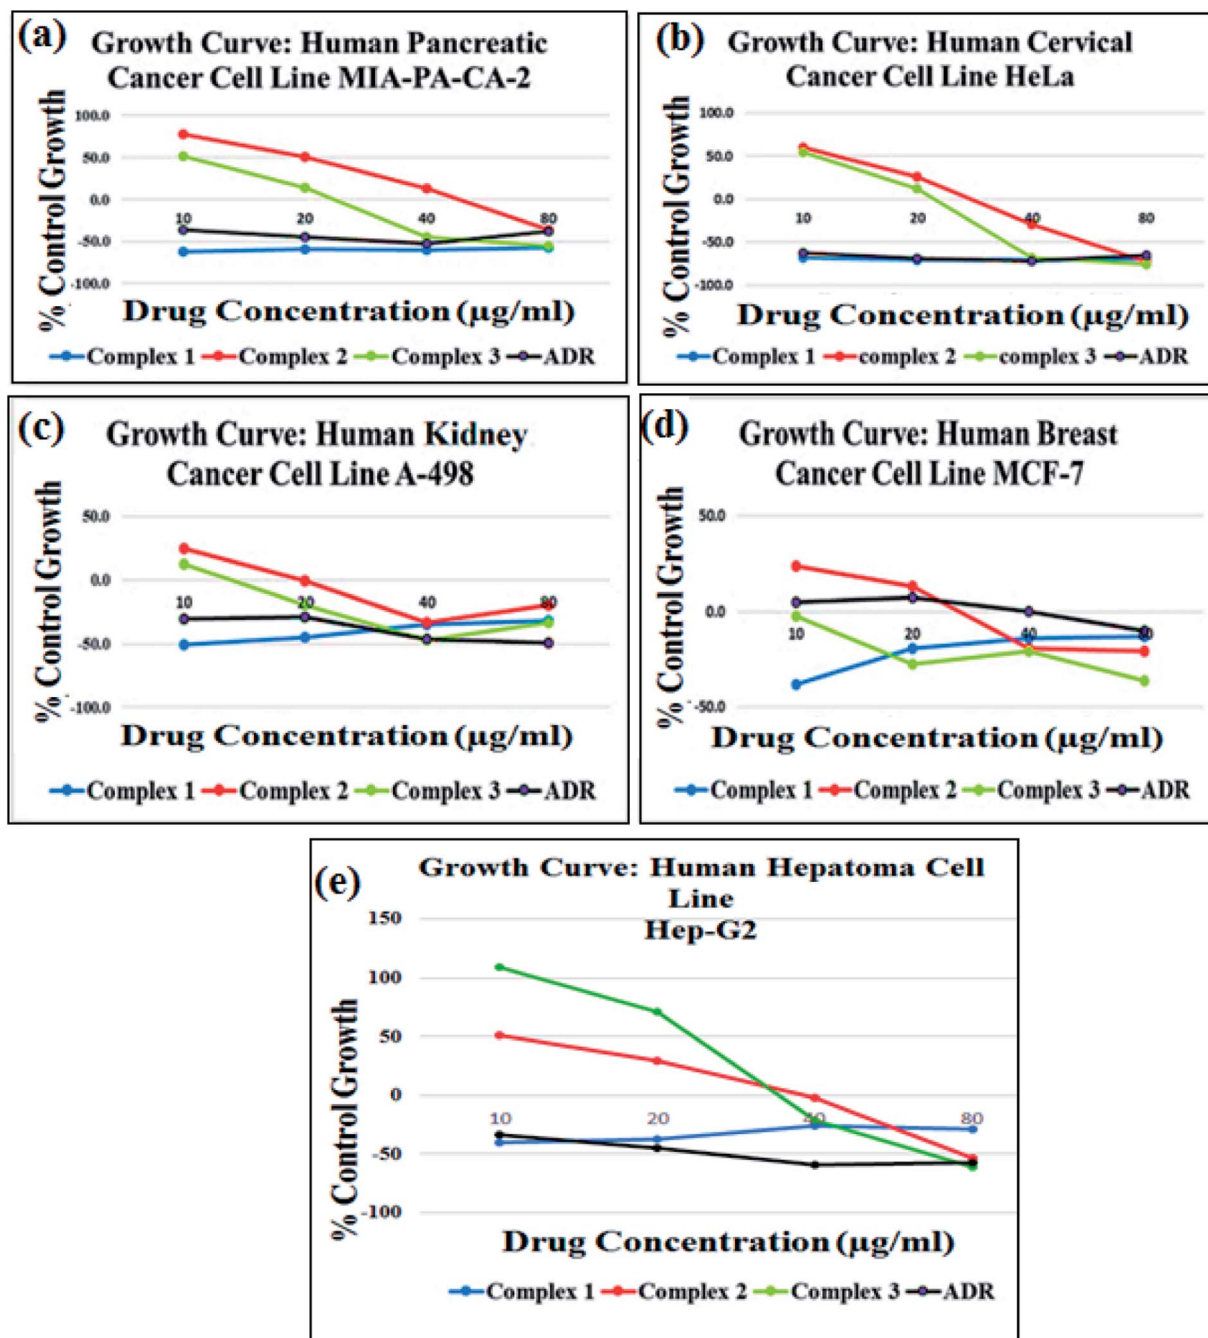 (a)
Growth Curve: Human Pancreatic
Cancer Cell Line MIA-PA-CA-2
% Control Growth
100.0
50.0
0.0
-50.0
-100.0
10 20 40 80
Drug Concentration (μg/ml)
Complex 1 Complex 2 Complex 3 ADR
(b)
Growth Curve: Human Cervical
Cancer Cell Line HeLa
% Control Growth
100.0
50.0
0.0
-50.0
-100.0
10 20 40 80
Drug Concentration (μg/ml)
Complex 1 complex 2 complex 3 ADR
(c)
Growth Curve: Human Kidney
Cancer Cell Line A-498
% Control Growth
50.0
0.0
-50.0
-100.0
10 20 40 80
Drug Concentration (μg/ml)
Complex 1 Complex 2 Complex 3 ADR
(d)
Growth Curve: Human Breast
Cancer Cell Line MCF-7
% Control Growth
50.0
0.0
-50.0
10 20 40
Drug Concentration (μg/ml)
Complex 1 Complex 2 Complex 3 ADR
(e)
Growth Curve: Human Hepatoma Cell
Line
Hep-G2
% Control Growth
150
100
50
0
-50
-100
10 20 40 80
Drug Concentration (μg/ml)
Complex 1 Complex 2 Complex 3 ADR